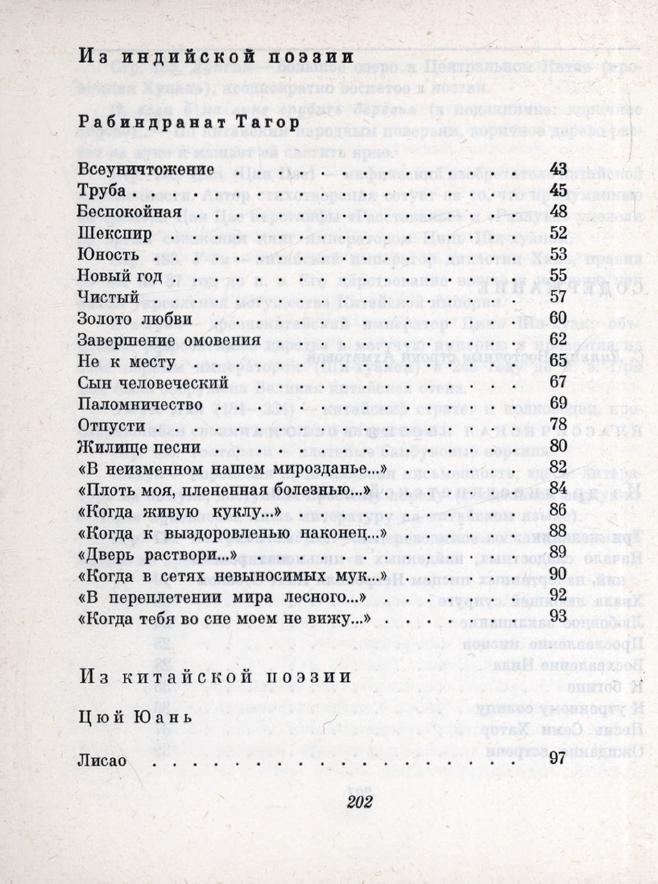 Из индийской поэзии
Рабиндранат Тагор
Всеуничтожение . . . . . . . . . . . . . . . . 43
Труба . . . . . . . . . . . . . . . . . . . . 45
Беспокойная . . . . . . . . . . . . . . . . . 48
Шекспир . . . . . . . . . . . . . . . . . . . 52
Юность . . . . . . . . . . . . . . . . . . . 53
Новый год . . . . . . . . . . . . . . . . . . 55
Чистый . . . . . . . . . . . . . . . . . . . 57
Золото любви . . . . . . . . . . . . . . . . . 60
Завершение омовения . . . . . . . . . . . . . 62
Не к месту . . . . . . . . . . . . . . . . . . 65
Сын человеческий . . . . . . . . . . . . . . . 67
Паломничество . . . . . . . . . . . . . . . . 69
Отпусти . . . . . . . . . . . . . . . . . . . 78
Жилище песни . . . . . . . . . . . . . . . . . 80
«В неизменном нашем мирозданье...» . . . . . . 82
«Плоть моя, плененная болезнью...» . . . . . . 84
«Когда живую куклу...» . . . . . . . . . . . . 86
«Когда к выздоровленью наконец...» . . . . . . 88
«Дверь раствори...» . . . . . . . . . . . . . 89
«Когда в сетях невыносимых мук...» . . . . . . 90
«В переплетении мира лесного...» . . . . . . . 92
«Когда тебя во сне моем не вижу...» . . . . . . 93
Из китайской поэзии
Цюй Юань
Лисао . . . . . . . . . . . . . . . . . . . . 97
202